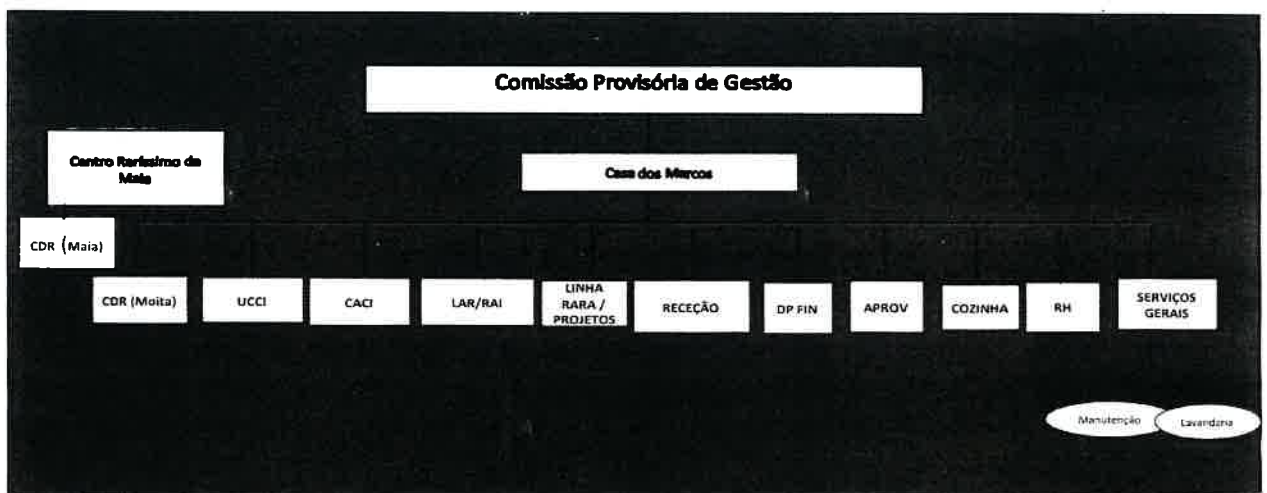 Comissão Provisória de Gestão
Centro Raríssimo da
Maia
Casa dos Marcos
CDR (Maia)
CDR (Moita)
UCCI
CACI
LAR/RAI
LINHA
RARA /
PROJETOS
RECEÇÃO
DP FIN
APROV
COZINHA
RH
SERVIÇOS
GERAIS
Manutenção
Lavandaria